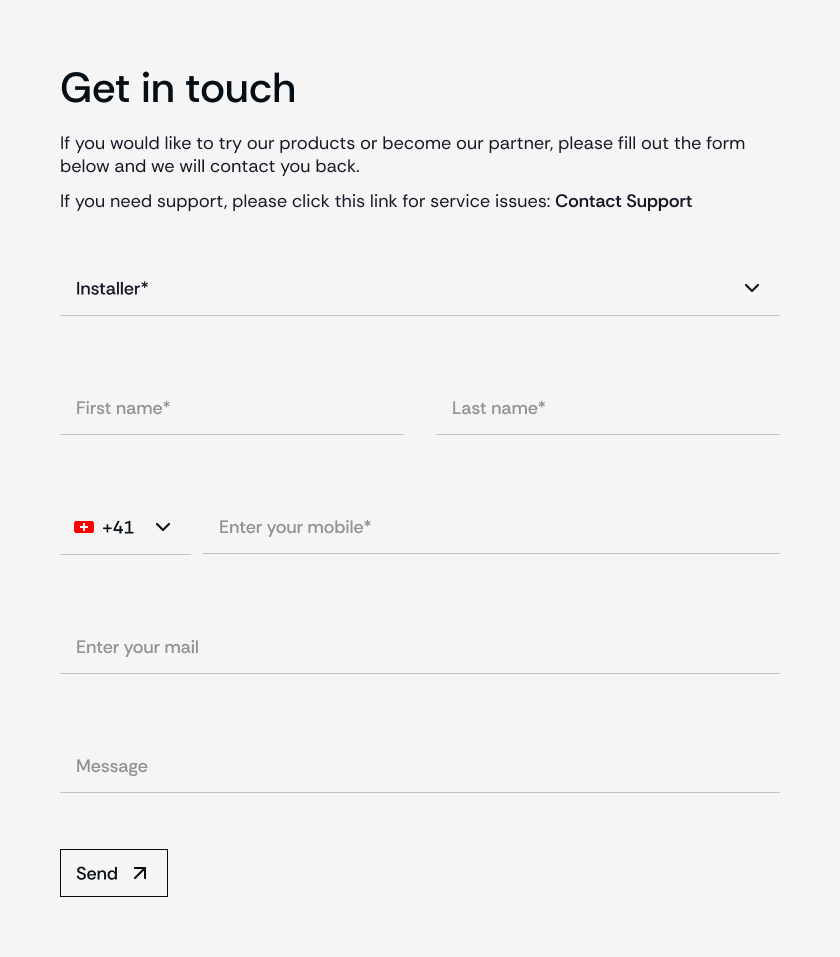 Get in touch
If you would like to try our products or become our partner, please fill out the form
below and we will contact you back.
If you need support, please click this link for service issues: Contact Support
Installer*
First name* Last name*
+41 Enter your mobile*
Enter your mail
Message
Send